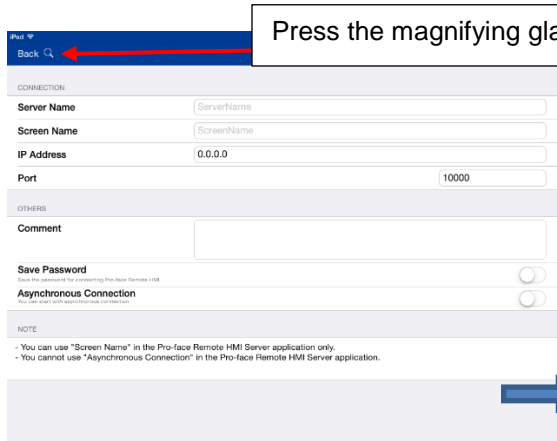 Press the magnifying gla
iPad
Back
CONNECTION
Server Name ServerName
Screen Name ScreenName
IP Address 0.0.0.0
Port 10000
OTHERS
Comment
Save Password
Save the password for connecting Pro-face Remote HMI
Asynchronous Connection
You can start with asynchronous connection
NOTE
- You can use "Screen Name" in the Pro-face Remote HMI Server application only.
- You cannot use "Asynchronous Connection" in the Pro-face Remote HMI Server application.